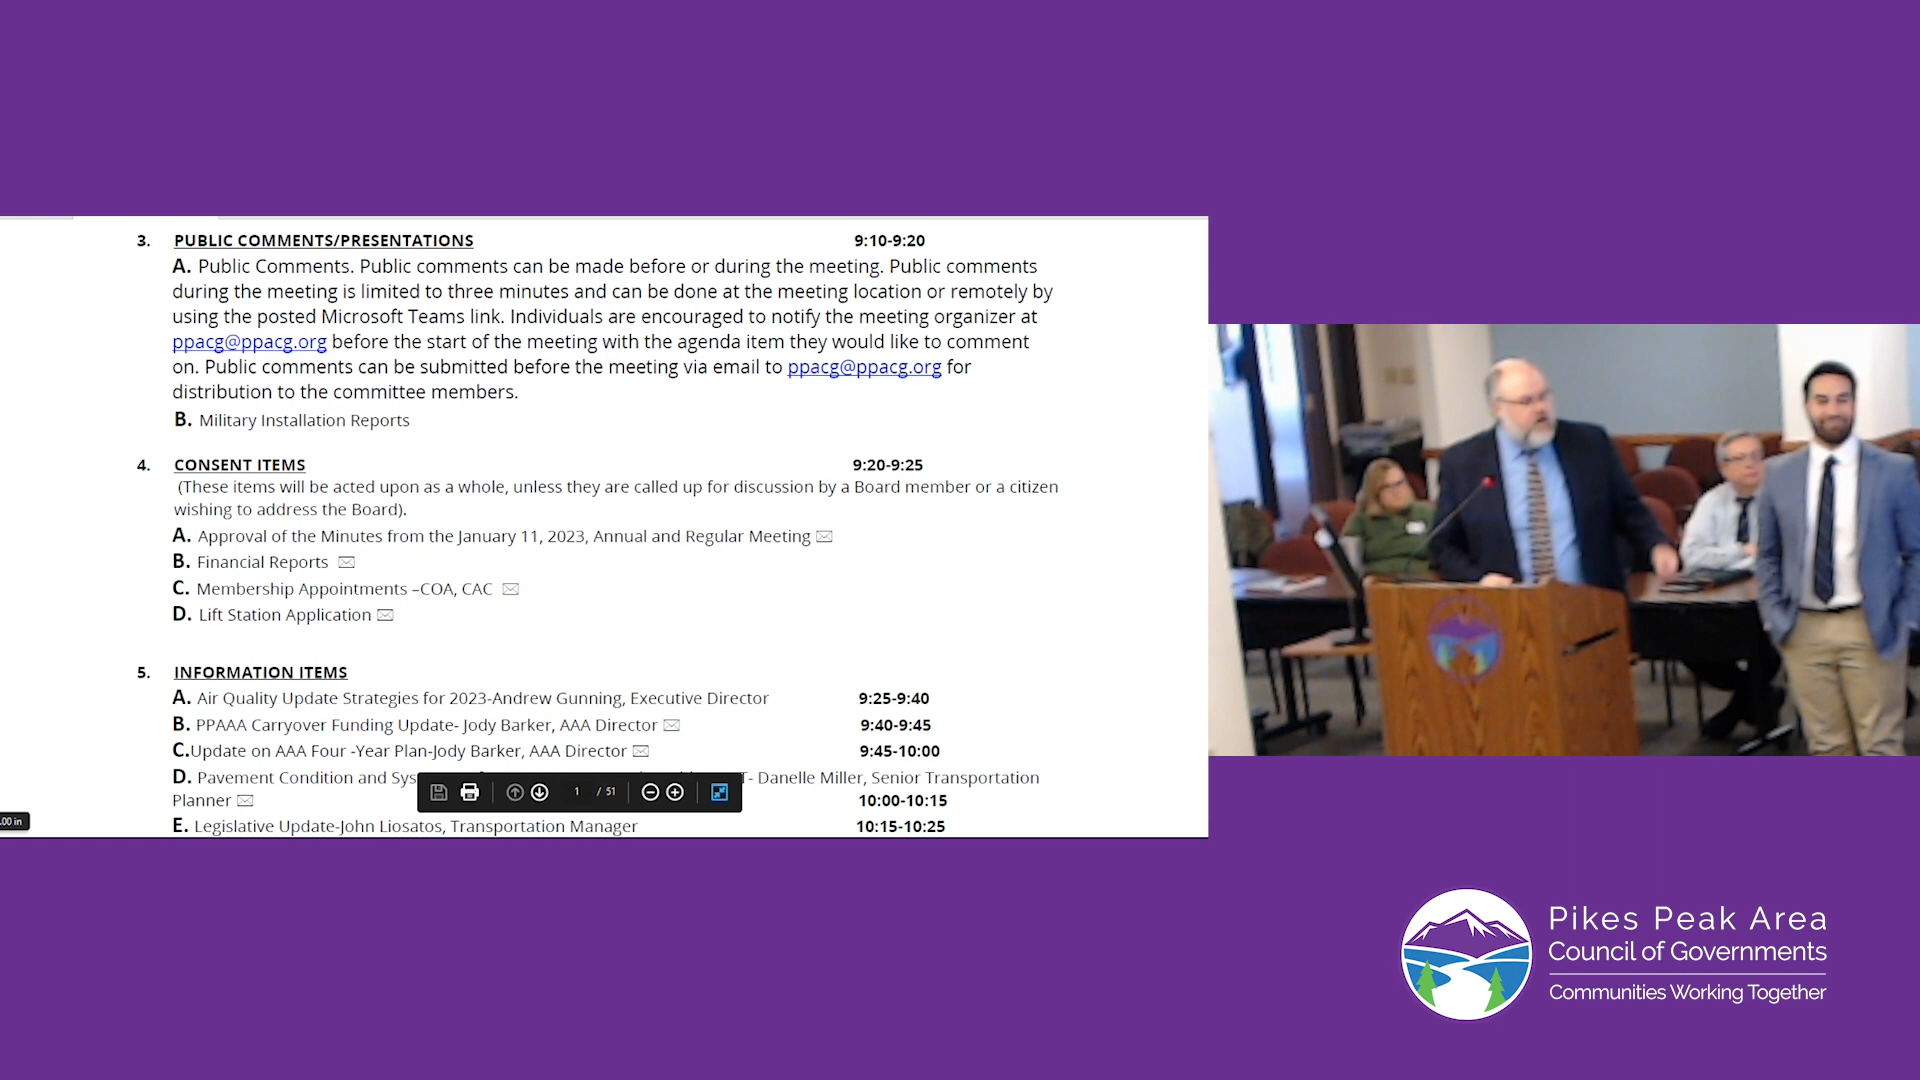 3. PUBLIC COMMENTS/PRESENTATIONS 9:10-9:20
A. Public Comments. Public comments can be made before or during the meeting. Public comments
during the meeting is limited to three minutes and can be done at the meeting location or remotely by
using the posted Microsoft Teams link. Individuals are encouraged to notify the meeting organizer at
ppacg@ppacg.org before the start of the meeting with the agenda item they would like to comment
on. Public comments can be submitted before the meeting via email to ppacg@ppacg.org for
distribution to the committee members.
B. Military Installation Reports
4. CONSENT ITEMS 9:20-9:25
(These items will be acted upon as a whole, unless they are called up for discussion by a Board member or a citizen
wishing to address the Board).
A. Approval of the Minutes from the January 11, 2023, Annual and Regular Meeting
B. Financial Reports
C. Membership Appointments –COA, CAC
D. Lift Station Application
5. INFORMATION ITEMS
A. Air Quality Update Strategies for 2023-Andrew Gunning, Executive Director 9:25-9:40
B. PPAAA Carryover Funding Update- Jody Barker, AAA Director 9:40-9:45
C.Update on AAA Four -Year Plan-Jody Barker, AAA Director 9:45-10:00
D. Pavement Condition and Sys T- Danelle Miller, Senior Transportation
Planner 10:00-10:15
1 / 51
.00 in
E. Legislative Update-John Liosatos, Transportation Manager 10:15-10:25
Pikes Peak Area
Council of Governments
Communities Working Together